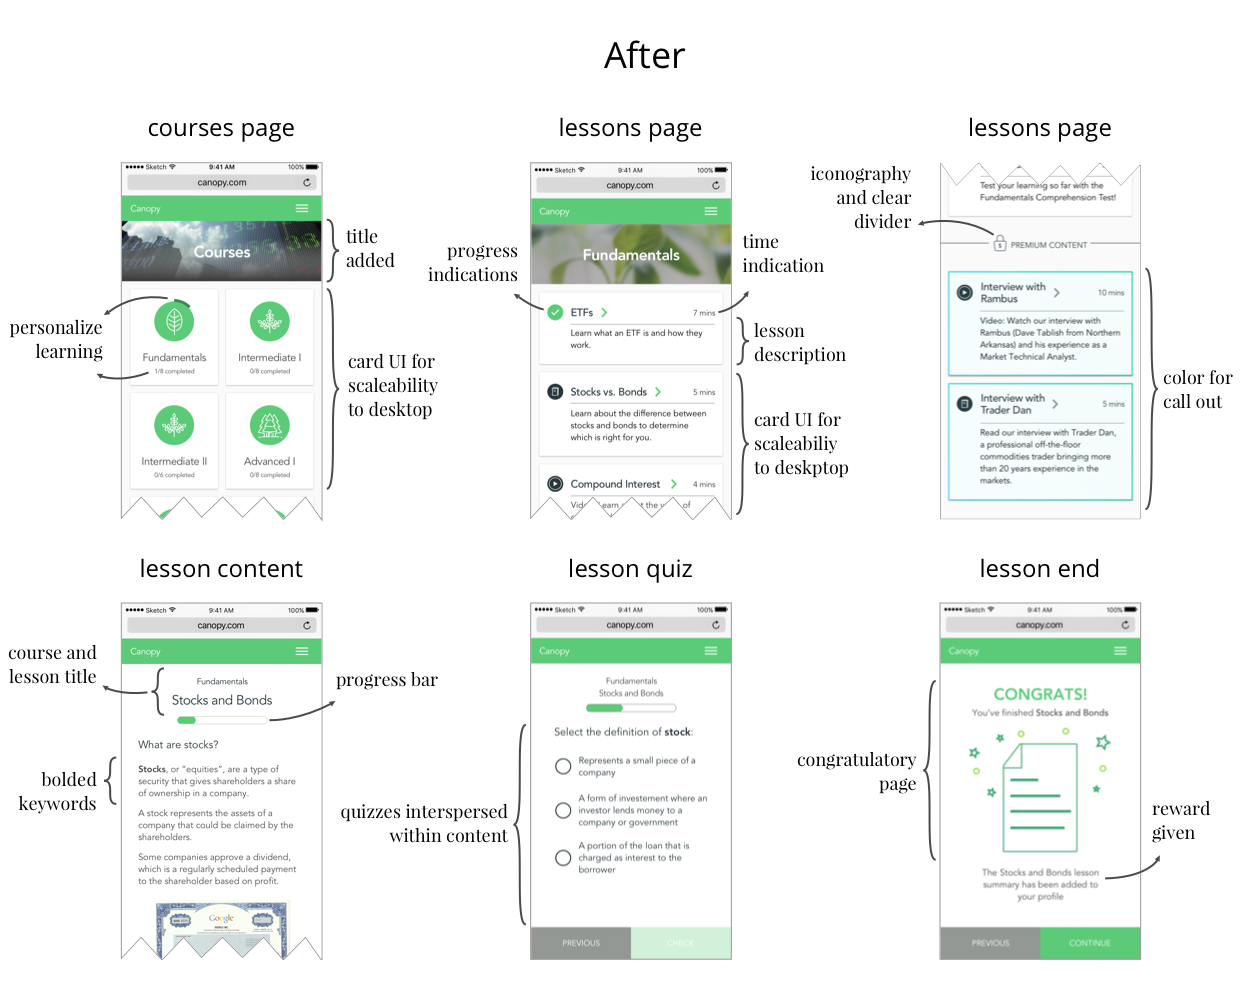 After
courses page
lessons page
lessons page
Sketch
9:41 AM
100%
canopy.com
Canopy
Courses
title
added
personalize
learning
Fundamentals
1/8 completed
Intermediate I
0/8 completed
Intermediate II
0/6 completed
Advanced I
0/8 completed
card UI for
scaleability
to desktop
Sketch
9:41 AM
100%
canopy.com
Canopy
Fundamentals
progress
indications
time
indication
ETFs
7 mins
Learn what an ETF is and how they
work.
lesson
description
Stocks vs. Bonds
5 mins
Learn about the difference between
stocks and bonds to determine
which is right for you.
card UI for
scaleabiliy
to deskptop
Compound Interest
4 mins
of
iconography
and clear
divider
Test your learning so far with the
Fundamentals Comprehension Test!
PREMIUM CONTENT
Interview with
Rambus
10 mins
Video: Watch our interview with
Rambus (Dave Tablish from Northern
Arkansas) and his experience as a
Market Technical Analyst.
Interview with
Trader Dan
5 mins
Read our interview with Trader Dan,
a professional off-the-floor
commodities trader bringing more
than 20 years experience in the
markets.
color for
call out
lesson content
lesson quiz
lesson end
Sketch
9:41 AM
100%
canopy.com
Canopy
course and
lesson title
Fundamentals
Stocks and Bonds
progress bar
What are stocks?
bolded
keywords
Stocks, or “equities”, are a type of
security that gives shareholders a share
of ownership in a company.
A stock represents the assets of a
company that could be claimed by the
shareholders.
Some companies approve a dividend,
which is a regularly scheduled payment
to the shareholder based on profit.
Google
Sketch
9:41 AM
100%
canopy.com
Canopy
Fundamentals
Stocks and Bonds
Select the definition of stock:
Represents a small piece of a
company
A form of investement where an
investor lends money to a
company or government
A portion of the loan that is
charged as interest to the
borrower
quizzes interspersed
within content
PREVIOUS
CHECK
Sketch
9:41 AM
100%
canopy.com
Canopy
CONGRATS!
You've finished Stocks and Bonds
congratulatory
page
reward
given
The Stocks and Bonds lesson
summary has been added to
your profile
PREVIOUS
CONTINUE